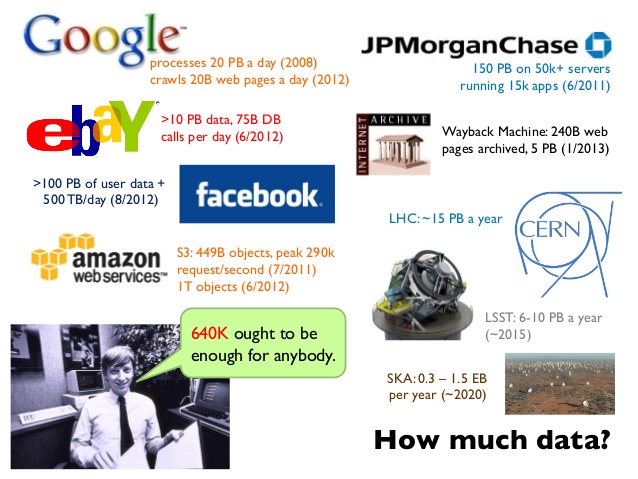 Google
processes 20 PB a day (2008)
crawls 20B web pages a day (2012)
JPMorganChase
150 PB on 50k+ servers
running 15k apps (6/2011)
ebaY
>10 PB data, 75B DB
calls per day (6/2012)
INTERNET
ARCHIVE
Wayback Machine: 240B web
pages archived, 5 PB (1/2013)
>100 PB of user data +
500 TB/day (8/2012)
facebook
LHC: ~15 PB a year
CERN
amazon
webservices™
S3: 449B objects, peak 290k
request/second (7/2011)
1T objects (6/2012)
LSST: 6-10 PB a year
(~2015)
640K ought to be
enough for anybody.
SKA: 0.3 – 1.5 EB
per year (~2020)
How much data?